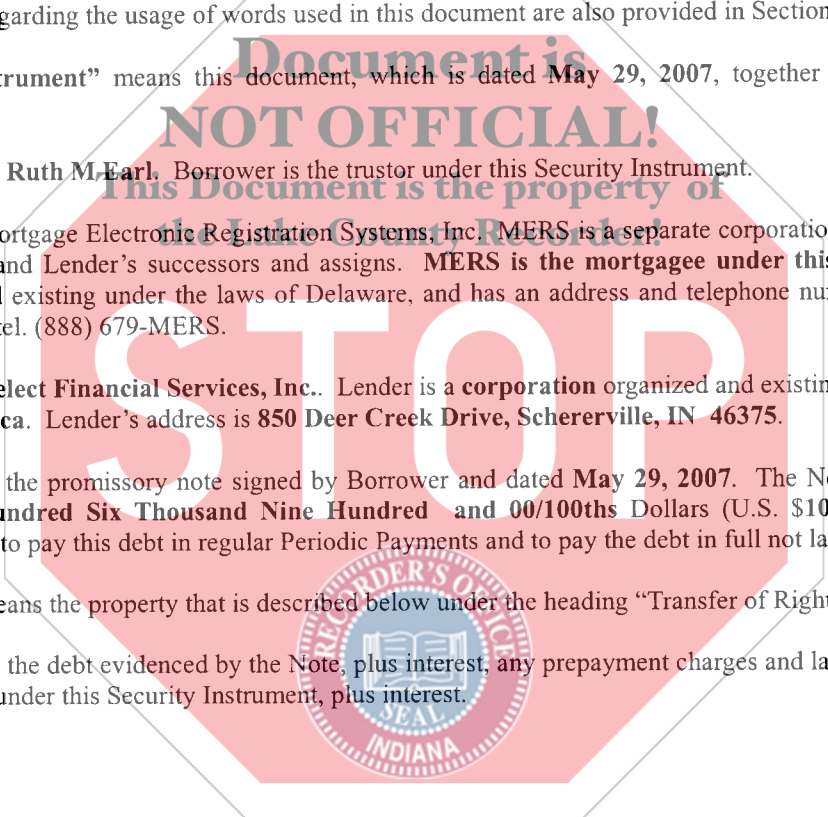 garding the usage of words used in this document are also provided in Section
Document is
trument” means this document, which is dated May 29, 2007, together
NOT OFFICIAL!
Ruth M Earl. Borrower is the trustor under this Security Instrument.
This Document is the property of
the Lake County Recorder!
ortgage Electronic Registration Systems, Inc. MERS is a separate corporatio
and Lender’s successors and assigns. MERS is the mortgagee under this
existing under the laws of Delaware, and has an address and telephone nu
tel. (888) 679-MERS.
STOP
elect Financial Services, Inc.. Lender is a corporation organized and existin
ca. Lender’s address is 850 Deer Creek Drive, Schererville, IN 46375.
the promissory note signed by Borrower and dated May 29, 2007. The N
undred Six Thousand Nine Hundred and 00/100ths Dollars (U.S. $10
to pay this debt in regular Periodic Payments and to pay the debt in full not la
eans the property that is described below under the heading “Transfer of Right
the debt evidenced by the Note, plus interest, any prepayment charges and la
under this Security Instrument, plus interest.
RECORDER'S OFFICE
SEAL
INDIANA